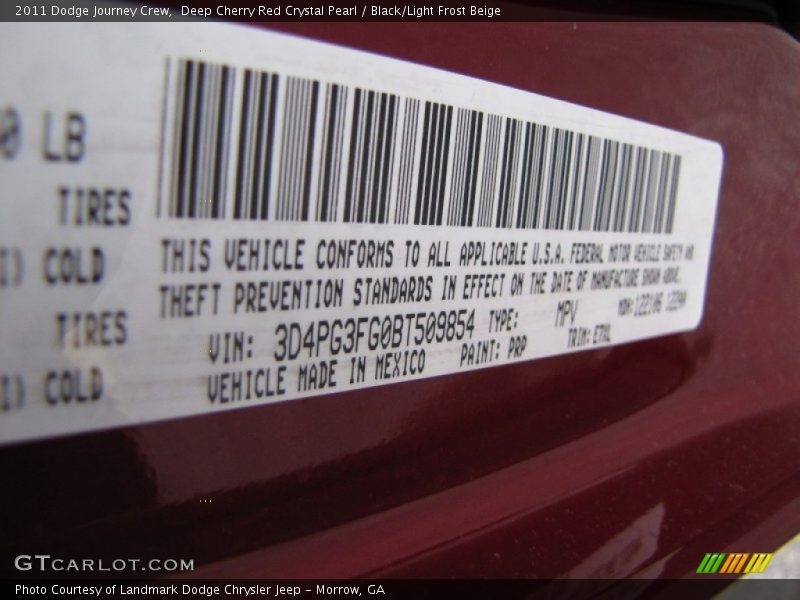 2011 Dodge Journey Crew,  Deep Cherry Red Crystal Pearl / Black/Light Frost Beige
0 LB
TIRES
I) COLD
TIRES
I) COLD
THIS VEHICLE CONFORMS TO ALL APPLICABLE U.S.A. FEDERAL MOTOR VEHICLE SAFETY
THEFT PREVENTION STANDARDS IN EFFECT ON THE DATE OF MANUFACTURE SHOWN ABOVE.
VIN: 3D4PG3FG0BT509854 TYPE: MPV
VEHICLE MADE IN MEXICO PAINT: PRP TRIM:
GTCARLOT.COM
Photo Courtesy of Landmark Dodge Chrysler Jeep – Morrow, GA